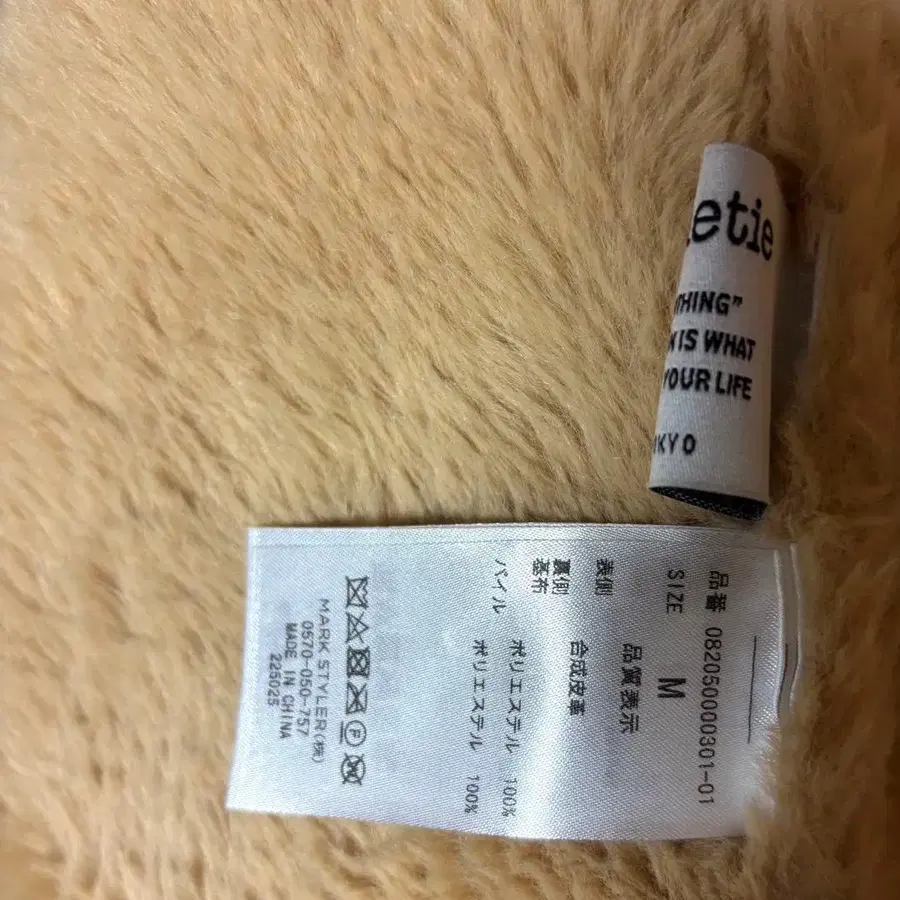 etie
THING"
IS WHAT
YOUR LIFE
KYO
品番 08205000301-01
SIZE M
品質表示
表側 合成皮革
裏側
基布 ポリエステル 100%
パイル ポリエステル 100%
MARK STYLER(株)
0570-050-757
MADE IN CHINA
225025